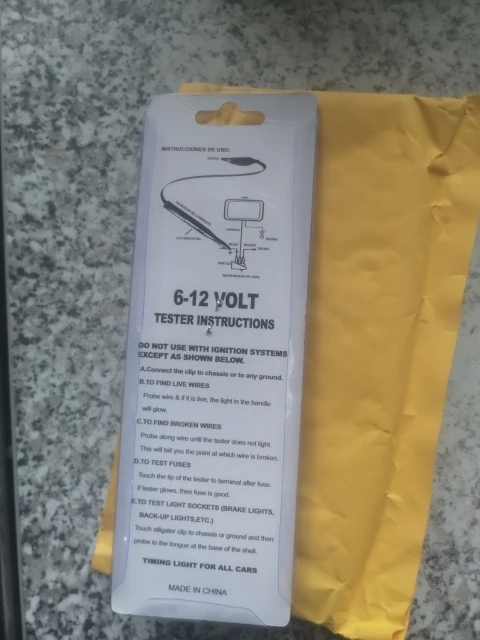 INSTRUCCIONES DE USO:
6-12 VOLT
TESTER INSTRUCTIONS
DO NOT USE WITH IGNITION SYSTEMS
EXCEPT AS SHOWN BELOW.
A.Connect the clip to chassis or to any ground.
B.TO FIND LIVE WIRES
Probe wire & if it is live, the light in the handle
will glow.
C.TO FIND BROKEN WIRES
Probe along wire until the tester does not light.
This will tell you the point at which wire is broken.
D.TO TEST FUSES
Touch the tip of the tester to terminal after fuse.
If tester glows, then fuse is good.
E.TO TEST LIGHT SOCKETS (BRAKE LIGHTS,
BACK-UP LIGHTS,ETC.)
Touch alligator clip to chassis or ground and then
probe to the tongue at the base of the shell.
TIMING LIGHT FOR ALL CARS
MADE IN CHINA